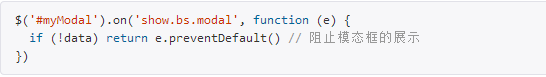 $('#myModal').on('show.bs.modal', function (e) {
  if (!data) return e.preventDefault() // 阻止模态框的展示
})